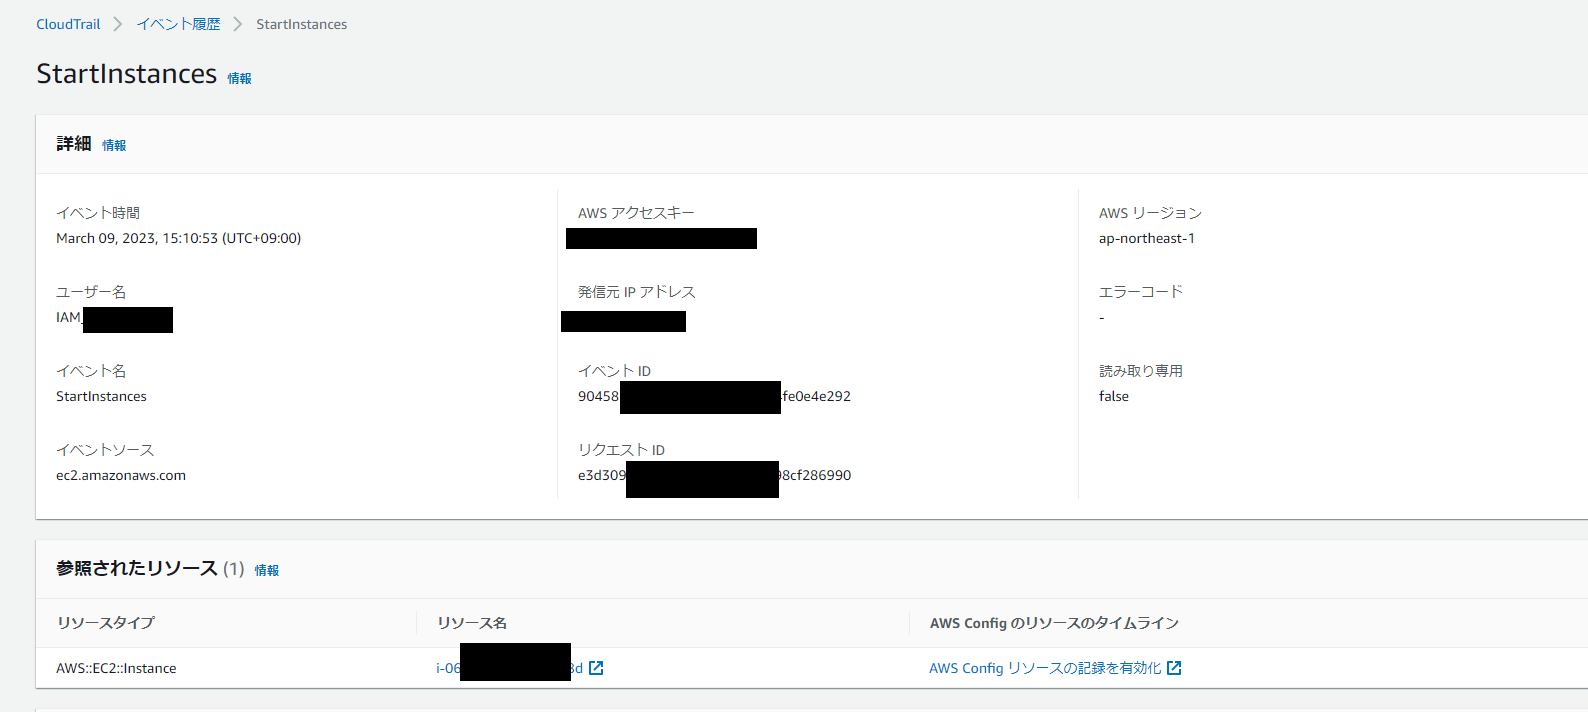 CloudTrail > イベント履歴 > StartInstances
StartInstances 情報
詳細 情報
イベント時間
March 09, 2023, 15:10:53 (UTC+09:00)
ユーザー名
IAM_
イベント名
StartInstances
イベントソース
ec2.amazonaws.com
AWS アクセスキー
発信元 IP アドレス
イベント ID
90458 fe0e4e292
リクエスト ID
e3d309 98cf286990
AWS リージョン
ap-northeast-1
エラーコード
-
読み取り専用
false
参照されたリソース (1) 情報
リソースタイプ リソース名 AWS Config のリソースのタイムライン
AWS::EC2::Instance i-06 3d AWS Config リソースの記録を有効化